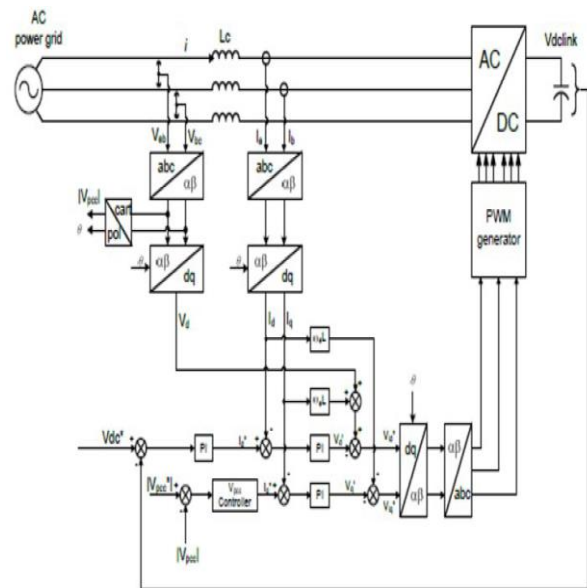 AC
power grid
i
Lc
Vdclink
AC
DC
Vab
Vbc
Ia
Ib
abc
αβ
abc
αβ
|Vpcc|
θ
cart
pol
PWM
generator
θ
αβ
dq
θ
αβ
dq
Vd
Id
Iq
+
+
θ
Vdc*
+
-
PI
+
-
PI
Vd'
+
-
Vd*
dq
αβ
αβ
abc
|Vpcc*|
+
-
Vpcc
Controller
Iq*
+
-
PI
Vq'
+
-
Vq*
|Vpcc|